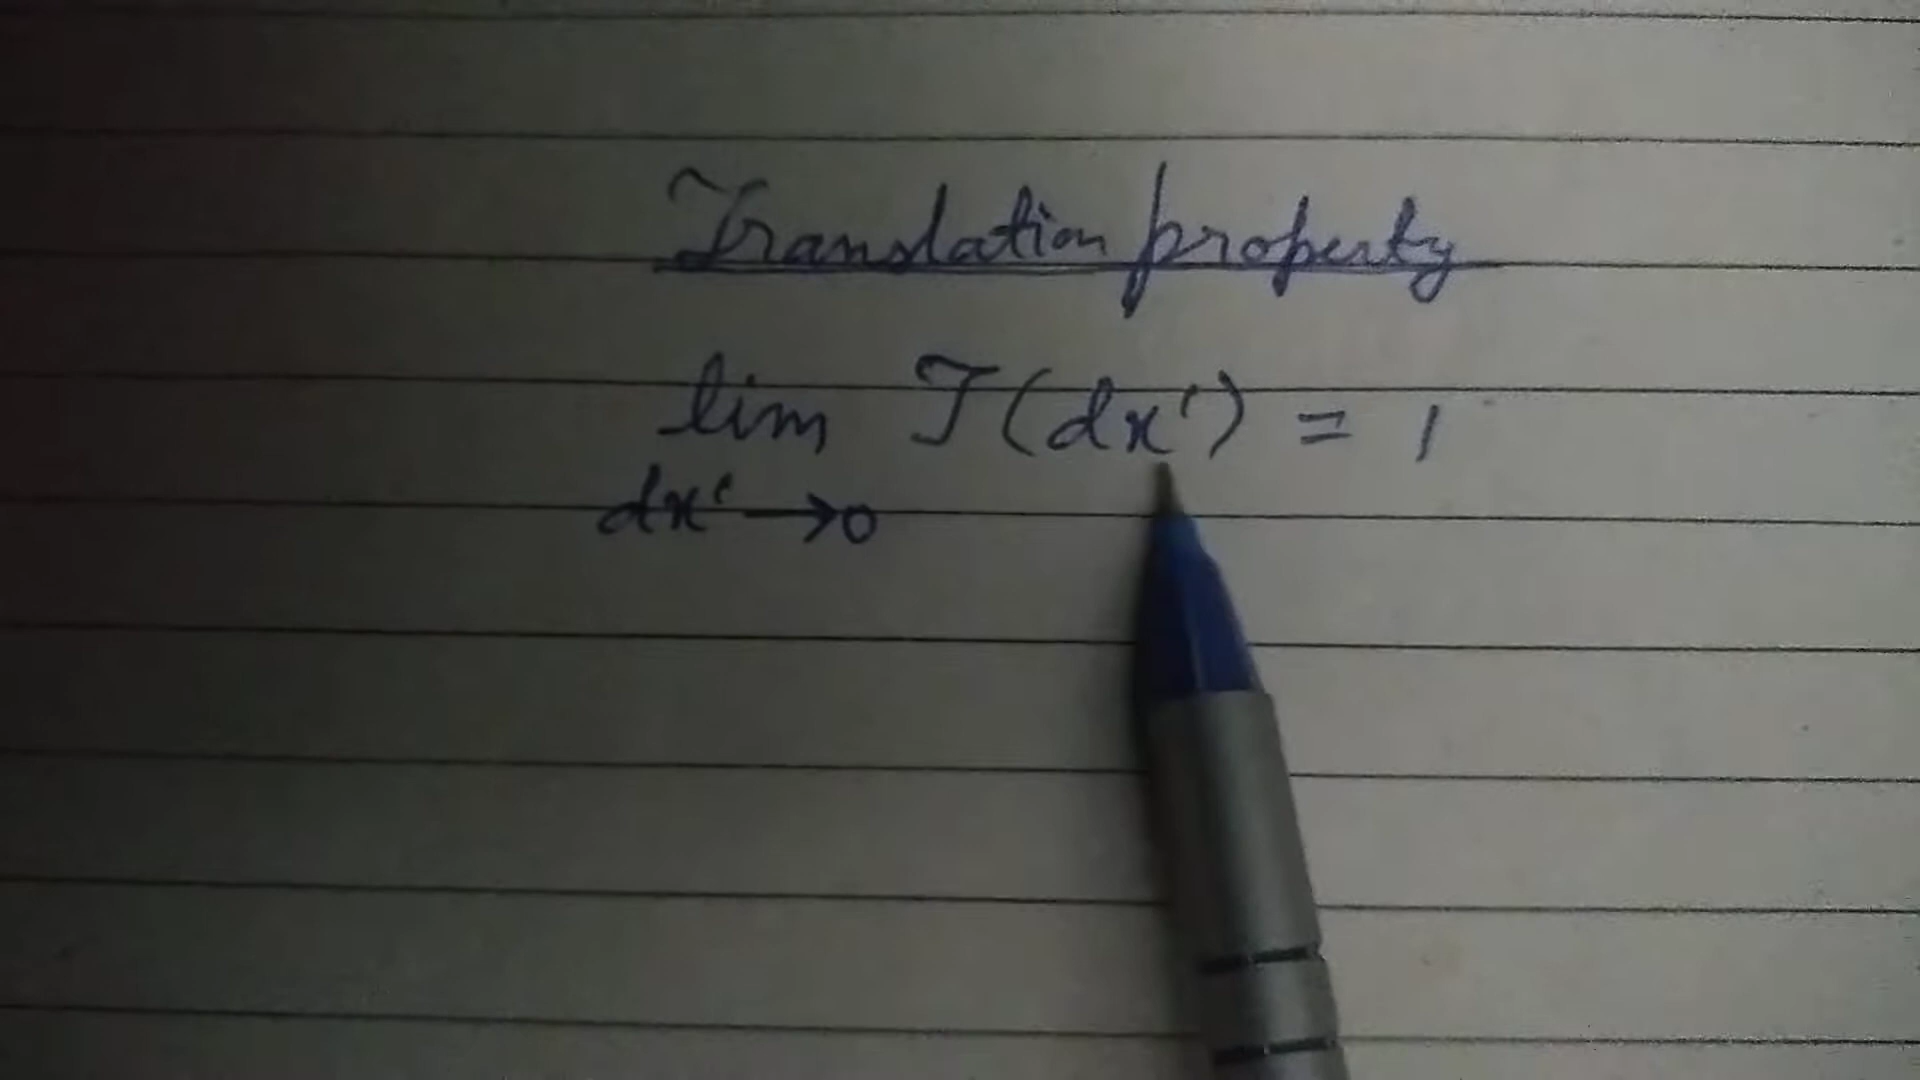 Translation property
lim T(dx') = 1
dx' → 0